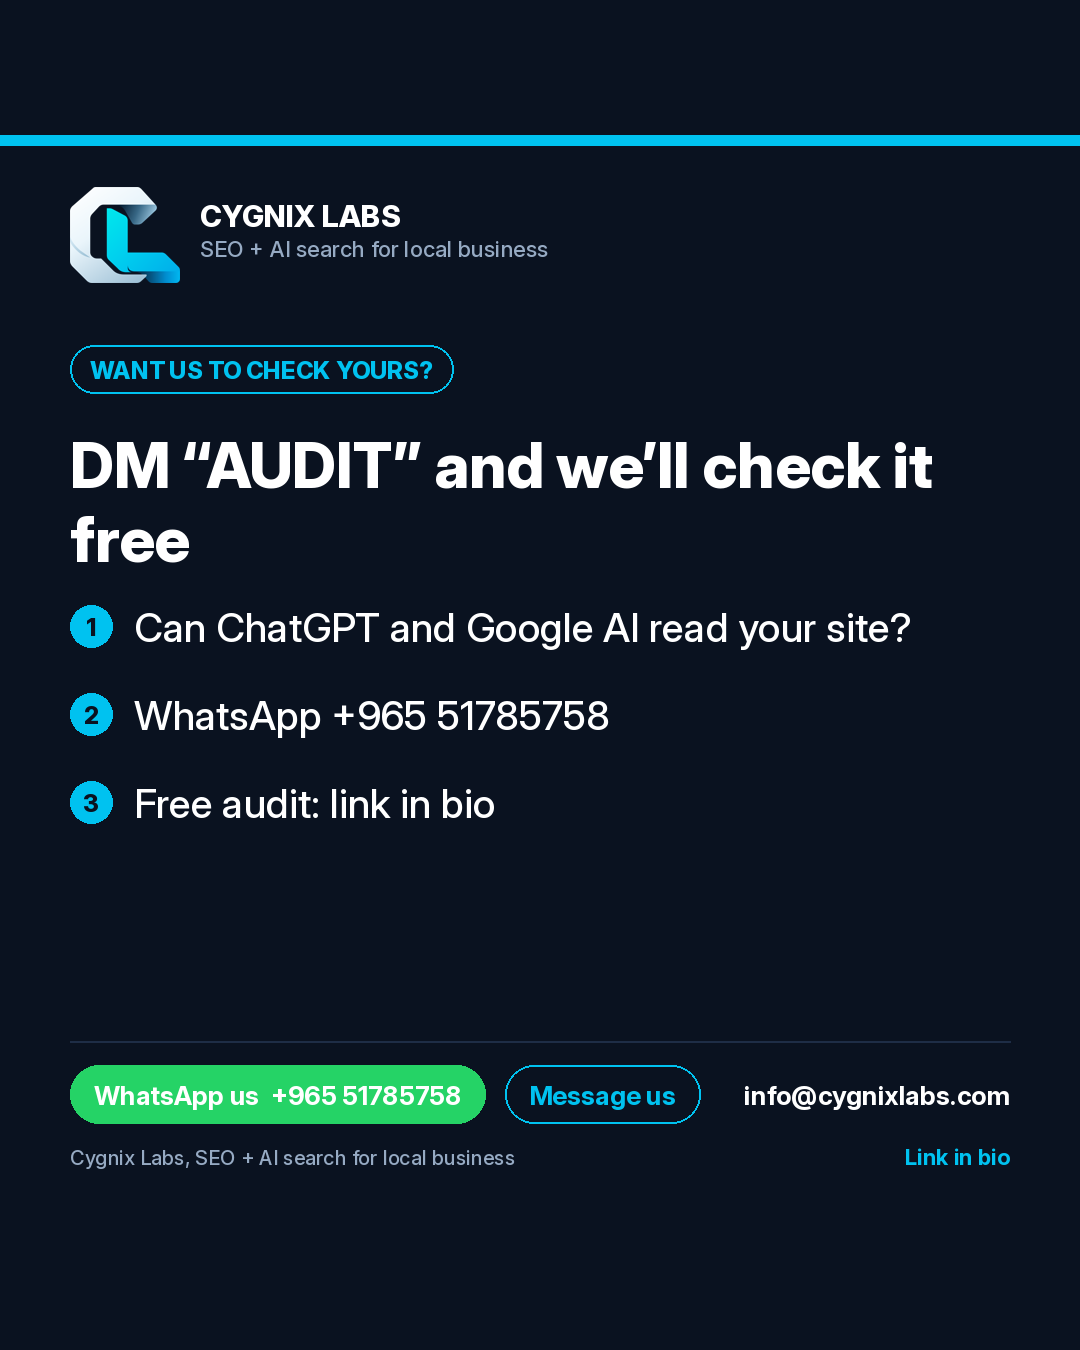 CYGNIX LABS
SEO + AI search for local business
WANT US TO CHECK YOURS?
DM “AUDIT” and we’ll check it
free
1 Can ChatGPT and Google AI read your site?
2 WhatsApp +965 51785758
3 Free audit: link in bio
WhatsApp us +965 51785758 Message us info@cygnixlabs.com
Cygnix Labs, SEO + AI search for local business Link in bio